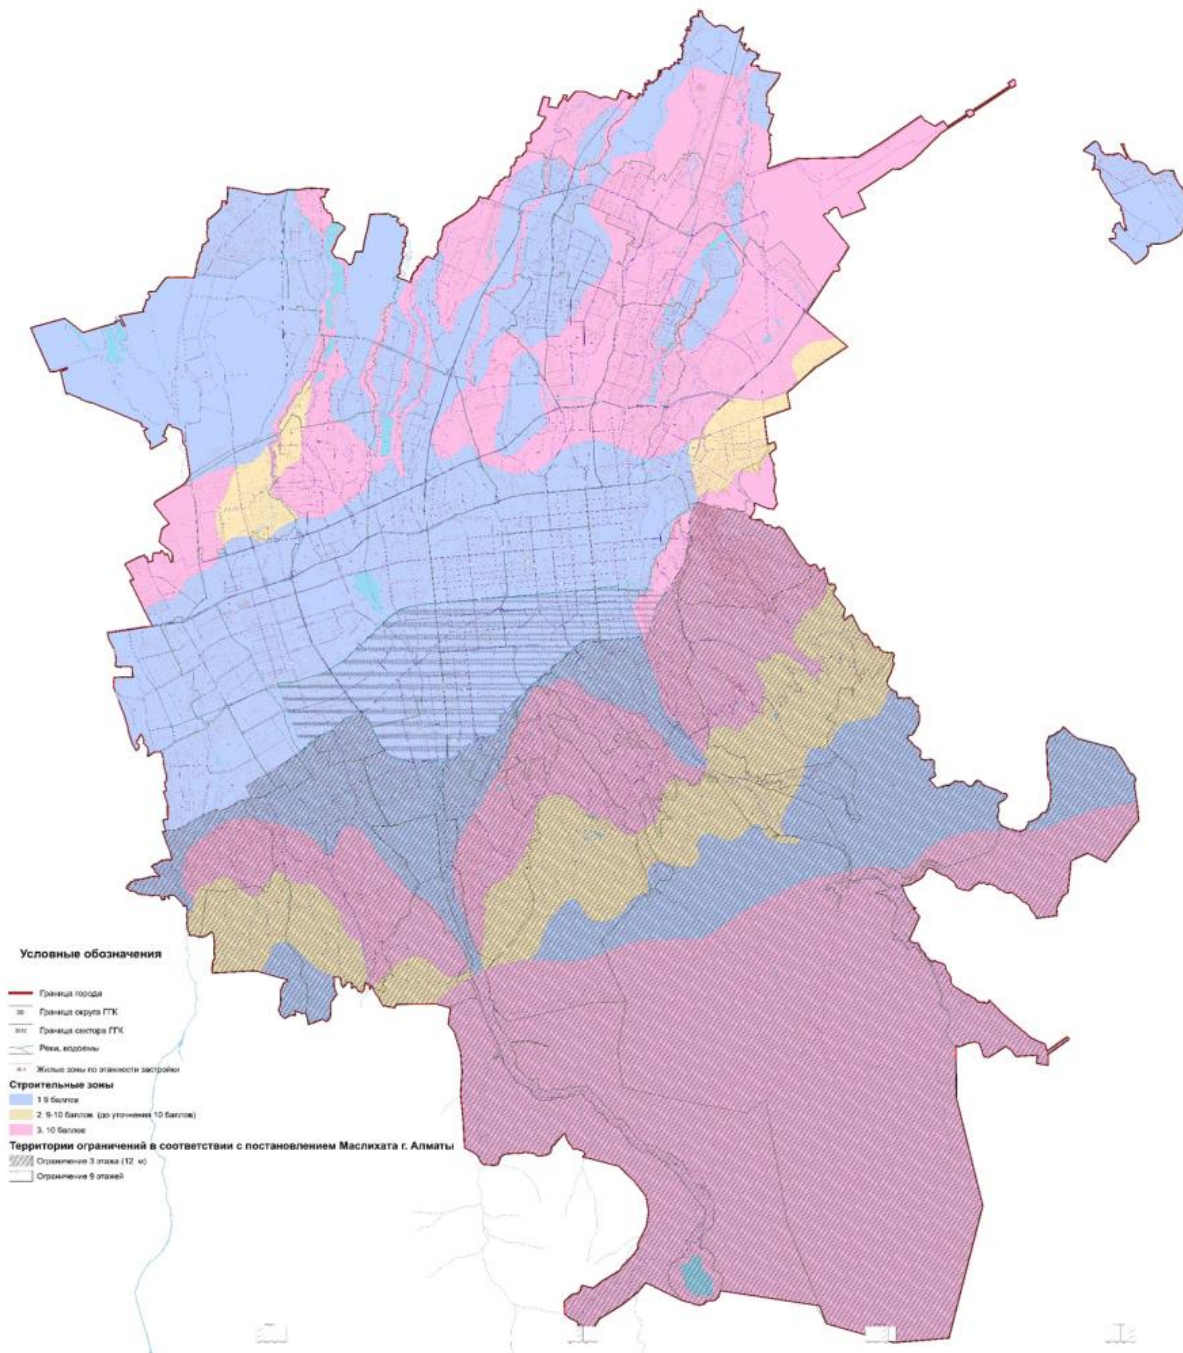 Условные обозначения
Граница города
Граница округа ГГК
Граница сектора ГГК
Реки, водоемы
Жилые зоны по этажности застройки
Строительные зоны
1 9 баллов
2. 9-10 баллов (до уточнения 10 баллов)
3. 10 баллов
Территории ограничений в соответствии с постановлением Маслихата г. Алматы
Ограничение 3 этажа (12 м)
Ограничение 9 этажей